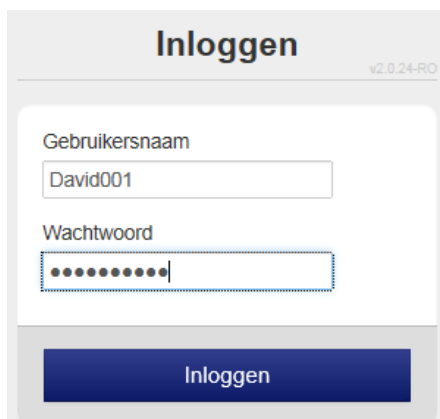 Inloggen
v2.0.24-RO
Gebruikersnaam
David001
Wachtwoord
●●●●●●●●●●
Inloggen